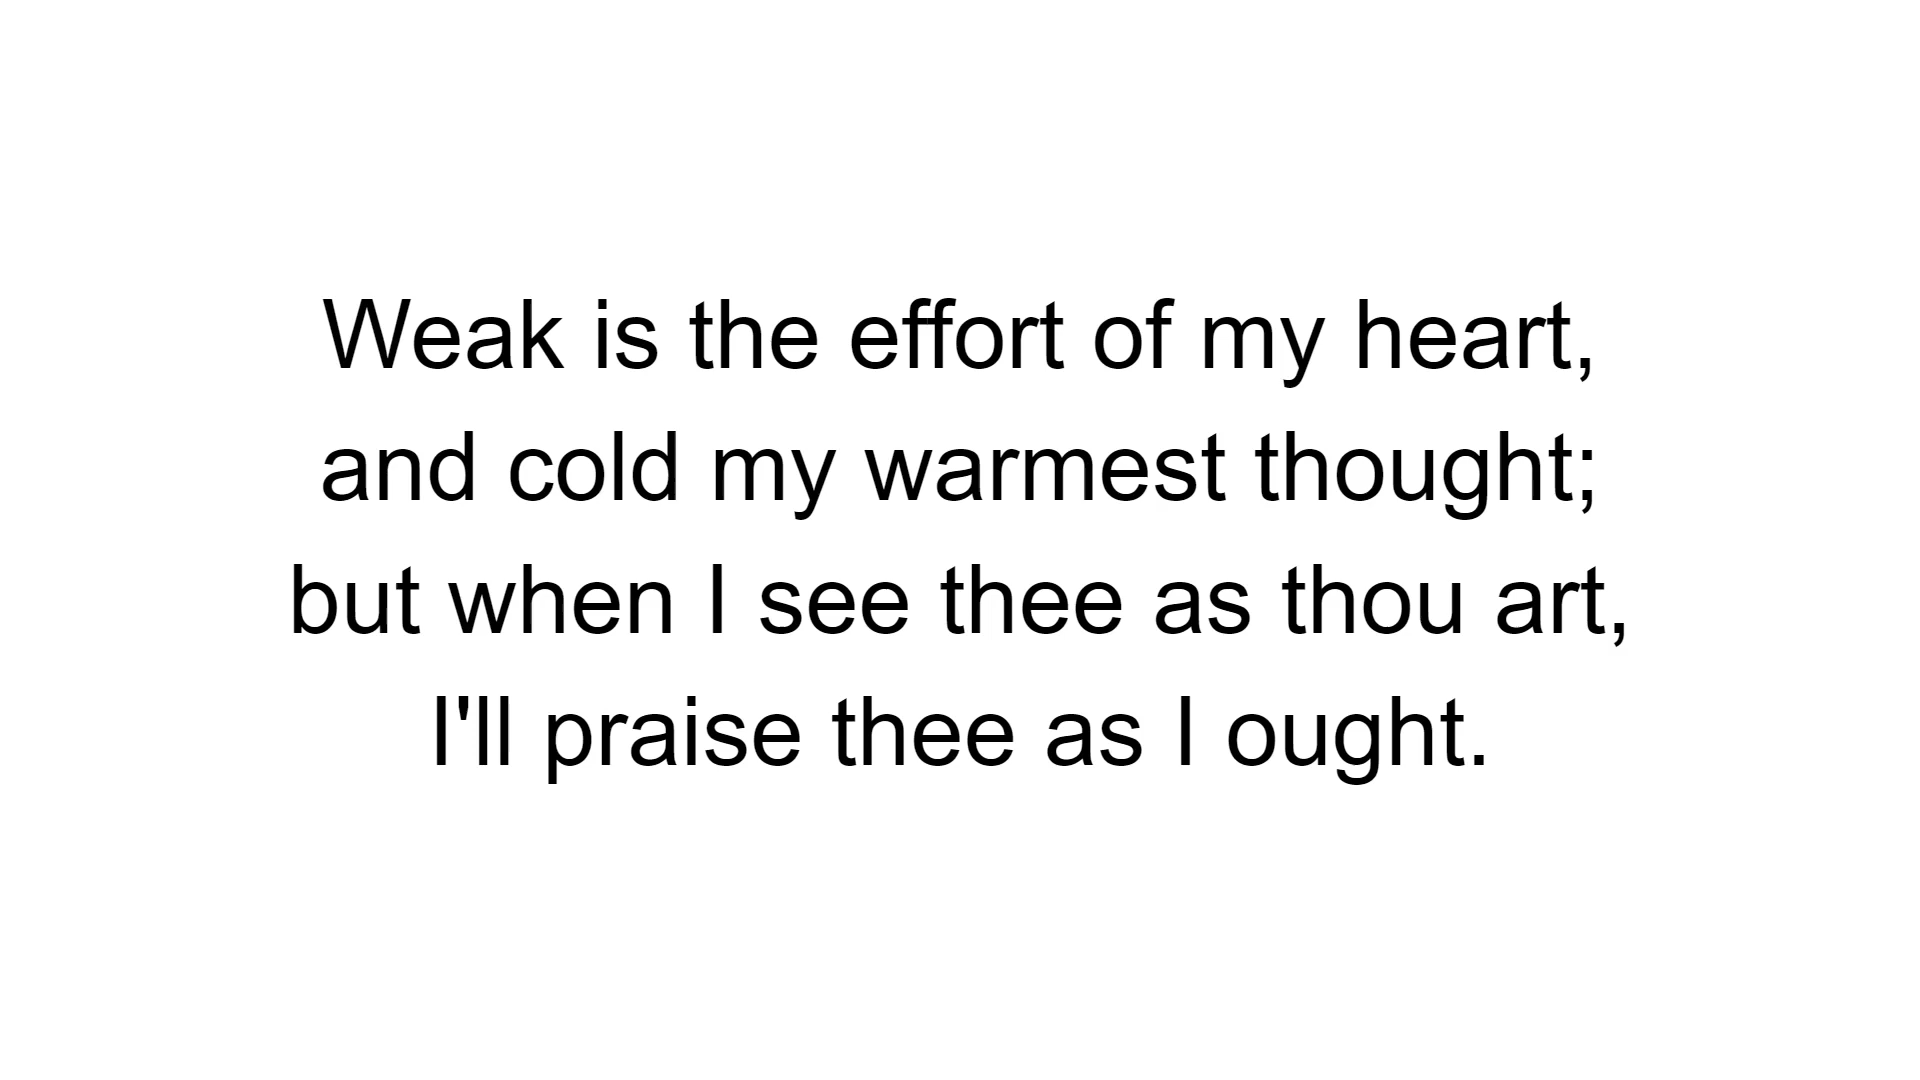 Weak is the effort of my heart,
and cold my warmest thought;
but when I see thee as thou art,
I'll praise thee as I ought.